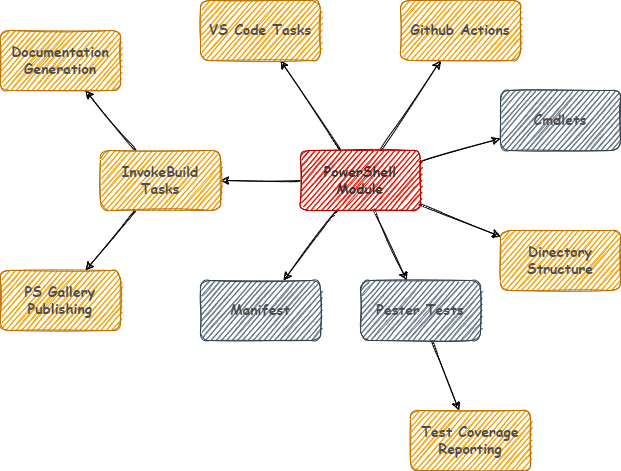 VS Code Tasks
Github Actions
Documentation
Generation
Cmdlets
InvokeBuild
Tasks
PowerShell
Module
Directory
Structure
PS Gallery
Publishing
Manifest
Pester Tests
Test Coverage
Reporting